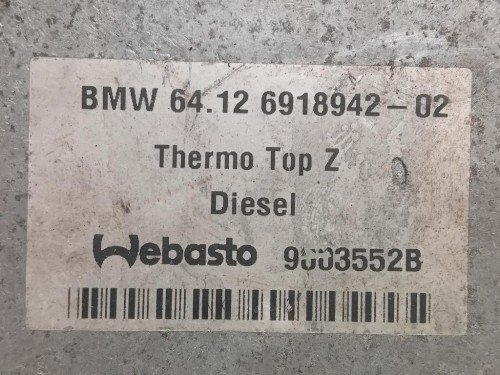 BMW 64.12 6918942-02
Thermo Top Z
Diesel
Webasto 9003552B